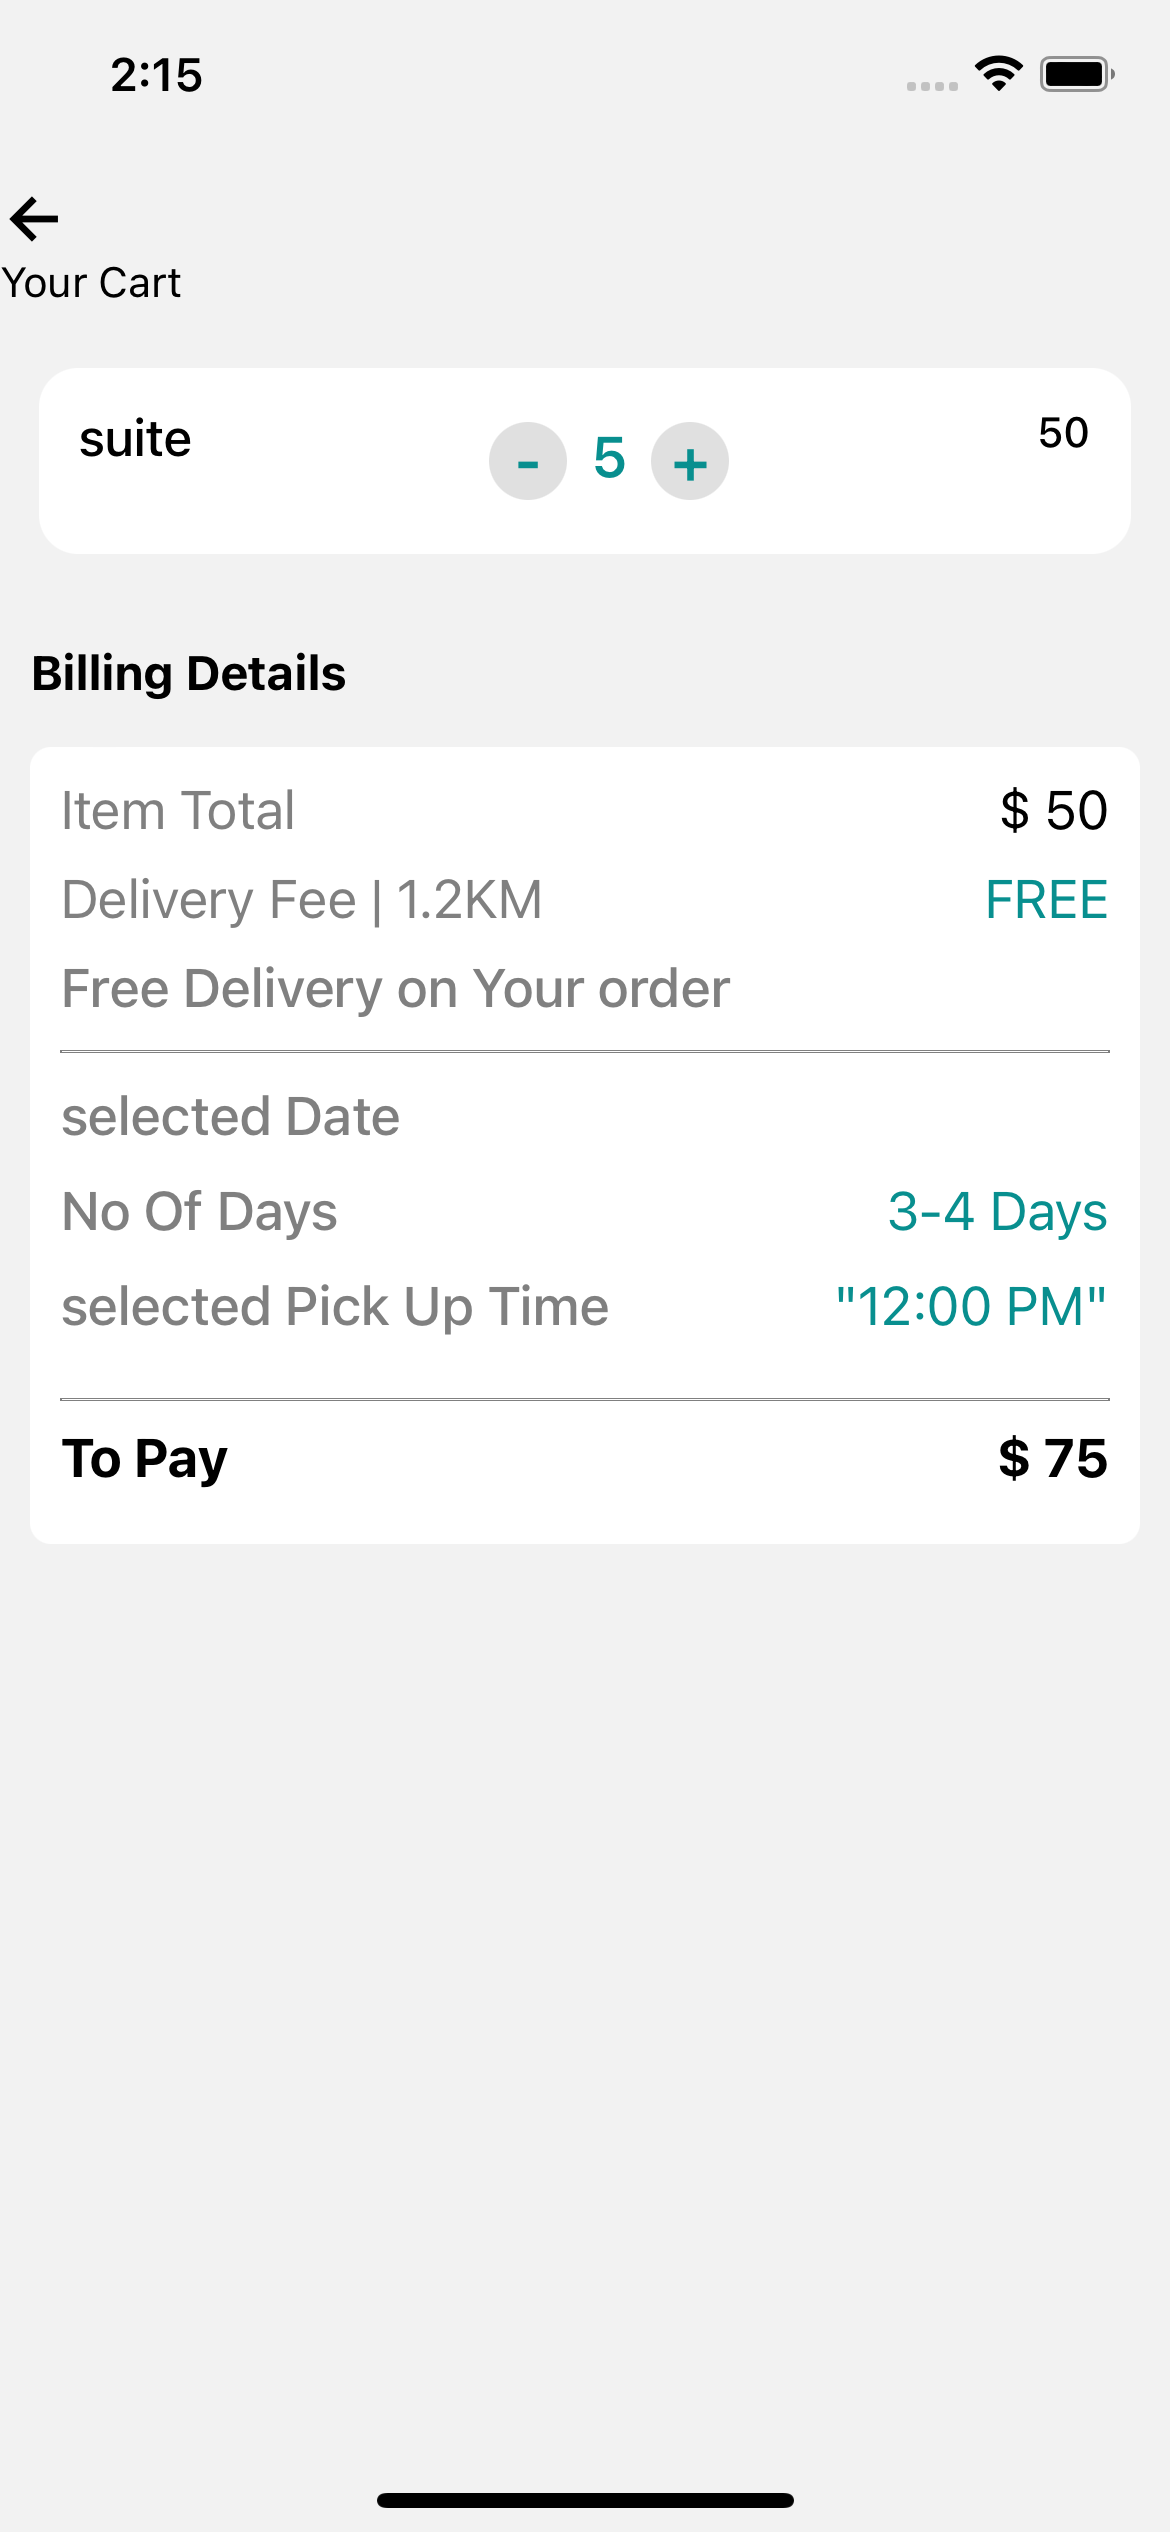 2:15
Your Cart
suite - 5 + 50
Billing Details
Item Total $ 50
Delivery Fee | 1.2KM FREE
Free Delivery on Your order
selected Date
No Of Days 3-4 Days
selected Pick Up Time "12:00 PM"
To Pay $ 75